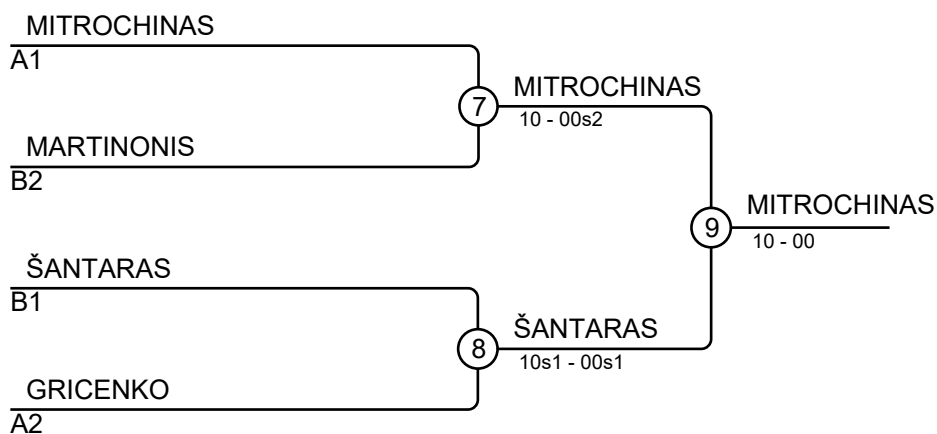 MITROCHINAS
A1
7
MITROCHINAS
10 - 00s2
MARTINONIS
B2
9
MITROCHINAS
10 - 00
ŠANTARAS
B1
8
ŠANTARAS
10s1 - 00s1
GRICENKO
A2